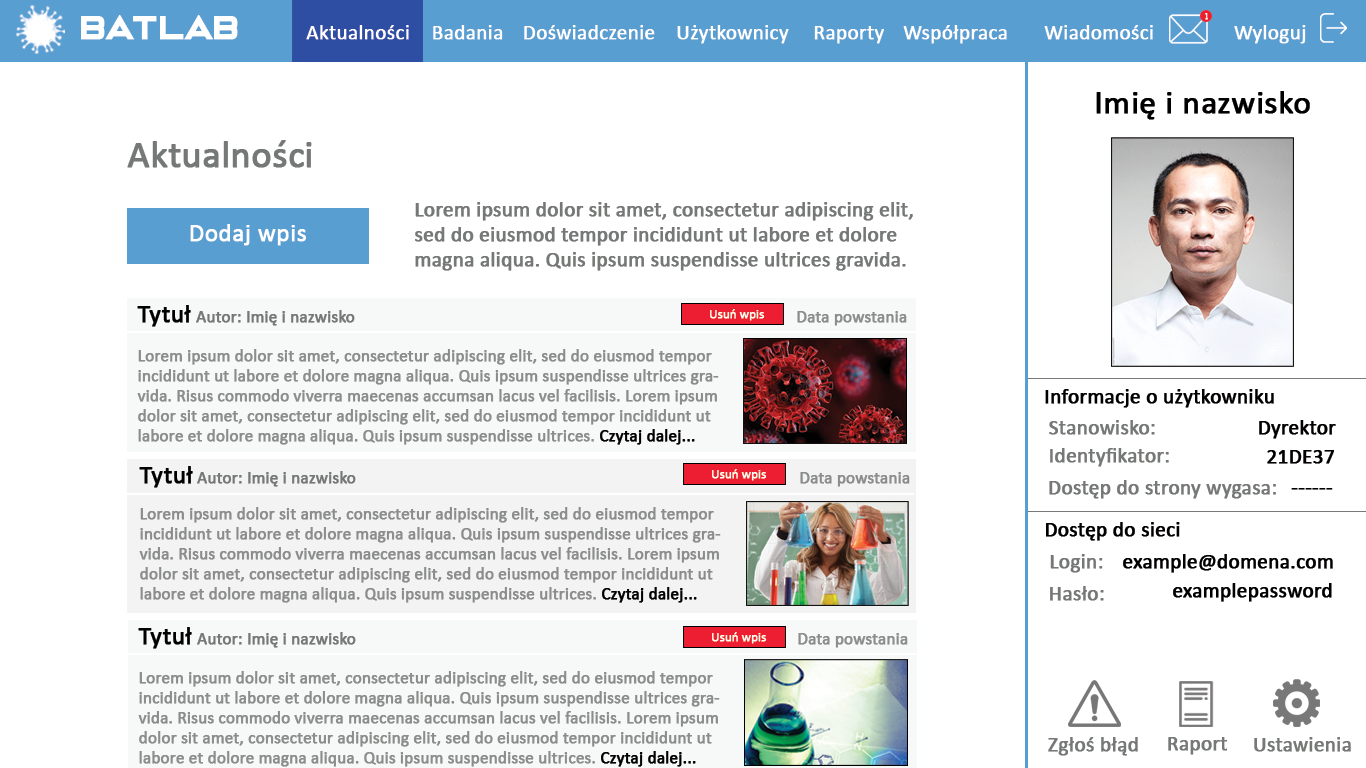 BATLAB
Aktualności
Badania
Doświadczenie
Użytkownicy
Raporty
Współpraca
Wiadomości
1
Wyloguj
Aktualności
Dodaj wpis
Lorem ipsum dolor sit amet, consectetur adipiscing elit,
sed do eiusmod tempor incididunt ut labore et dolore
magna aliqua. Quis ipsum suspendisse ultrices gravida.
Tytuł Autor: Imię i nazwisko
Usuń wpis
Data powstania
Lorem ipsum dolor sit amet, consectetur adipiscing elit, sed do eiusmod tempor
incididunt ut labore et dolore magna aliqua. Quis ipsum suspendisse ultrices gra-
vida. Risus commodo viverra maecenas accumsan lacus vel facilisis. Lorem ipsum
dolor sit amet, consectetur adipiscing elit, sed do eiusmod tempor incididunt ut
labore et dolore magna aliqua. Quis ipsum suspendisse ultrices. Czytaj dalej...
Tytuł Autor: Imię i nazwisko
Usuń wpis
Data powstania
Lorem ipsum dolor sit amet, consectetur adipiscing elit, sed do eiusmod tempor
incididunt ut labore et dolore magna aliqua. Quis ipsum suspendisse ultrices gra-
vida. Risus commodo viverra maecenas accumsan lacus vel facilisis. Lorem ipsum
dolor sit amet, consectetur adipiscing elit, sed do eiusmod tempor incididunt ut
labore et dolore magna aliqua. Quis ipsum suspendisse ultrices. Czytaj dalej...
Tytuł Autor: Imię i nazwisko
Usuń wpis
Data powstania
Lorem ipsum dolor sit amet, consectetur adipiscing elit, sed do eiusmod tempor
incididunt ut labore et dolore magna aliqua. Quis ipsum suspendisse ultrices gra-
vida. Risus commodo viverra maecenas accumsan lacus vel facilisis. Lorem ipsum
dolor sit amet, consectetur adipiscing elit, sed do eiusmod tempor incididunt ut
labore et dolore magna aliqua. Quis ipsum suspendisse ultrices. Czytaj dalej...
Imię i nazwisko
Informacje o użytkowniku
Stanowisko: Dyrektor
Identyfikator: 21DE37
Dostęp do strony wygasa: ------
Dostęp do sieci
Login: example@domena.com
Hasło: examplepassword
Zgłoś błąd
Raport
Ustawienia